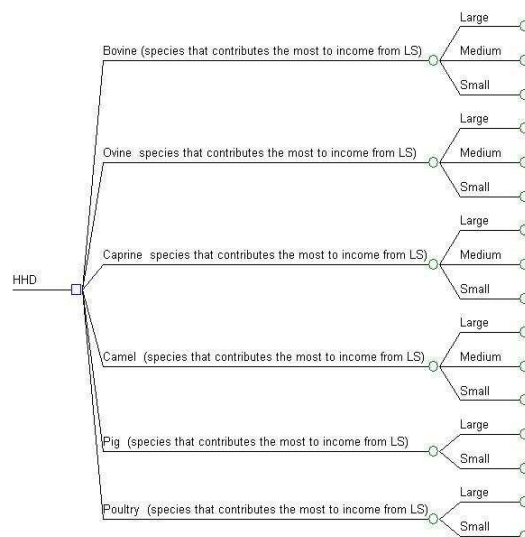 Large
Bovine (species that contributes the most to income from LS)
Medium
Small
Large
Ovine  species that contributes the most to income from LS)
Medium
Small
Large
Caprine  species that contributes the most to income from LS)
Medium
Small
HHD
Large
Camel  (species that contributes the most to income from LS)
Medium
Small
Large
Pig  (species that contributes the most to income from LS)
Small
Large
Poultry  (species that contributes the most to income from LS)
Small